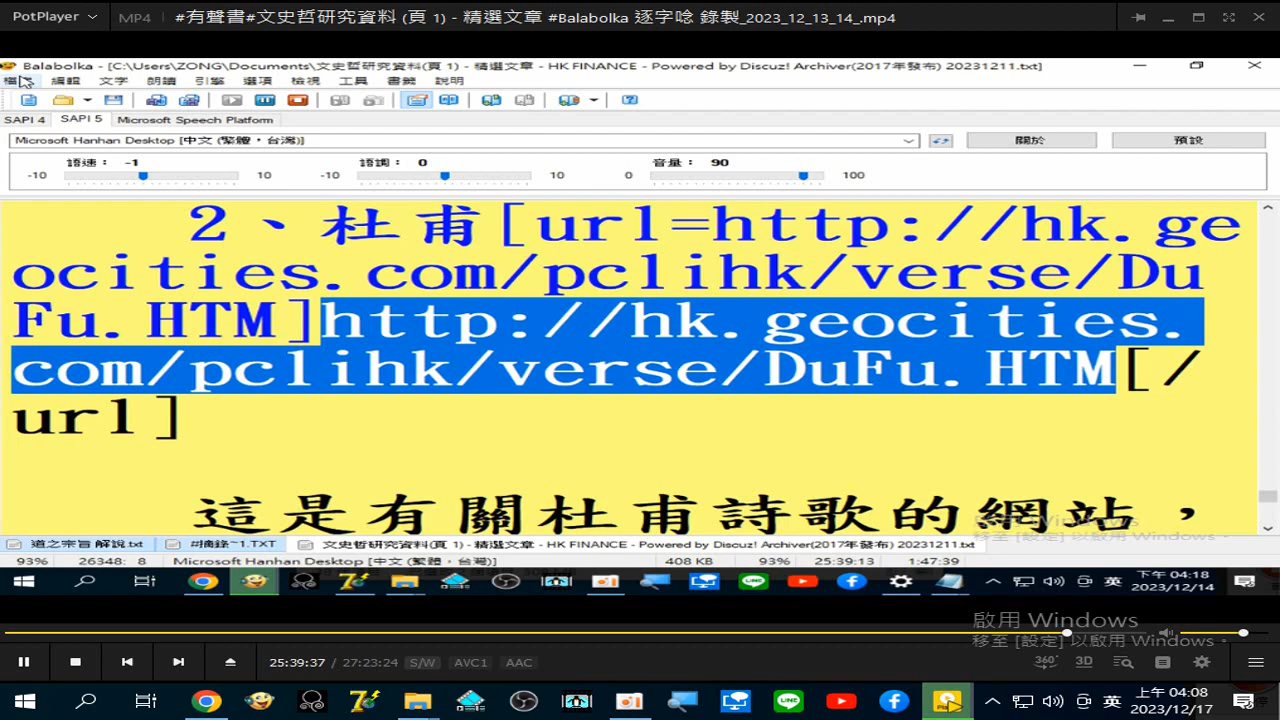 PotPlayer MP4 #有聲書#文史哲研究資料 (頁 1) - 精選文章 #Balabolka 逐字唸 錄製_2023_12_13_14_.mp4
Balabolka - [C:\Users\ZONG\Documents\文史哲研究資料(頁 1) - 精選文章 - HK FINANCE - Powered by Discuz! Archiver(2017年發布) 20231211.txt]
檔案 編輯 文字 朗讀 引擎 選項 檢視 工具 書籤 說明
SAPI 4 SAPI 5 Microsoft Speech Platform
Microsoft Hanhan Desktop [中文 (繁體，台灣)] 關於 預設
語速： -1 語調： 0 音量： 90
-10 10 -10 10 0 100
2、杜甫[url=http://hk.ge
ocities.com/pclihk/verse/Du
Fu.HTM]http://hk.geocities.
com/pclihk/verse/DuFu.HTM[/
url]
這是有關杜甫詩歌的網站，
道之宗旨 解說.txt #摘錄~1.TXT 文史哲研究資料(頁 1) - 精選文章 - HK FINANCE - Powered by Discuz! Archiver(2017年發布) 20231211.txt
93% 26348: 8 Microsoft Hanhan Desktop [中文 (繁體，台灣)] 408 KB 93% 25:39:13 1:47:39
英 下午 04:18
2023/12/14
啟用 Windows
移至 [設定] 以啟用 Windows。
25:39:37 / 27:23:24 S/W AVC1 AAC 360° 3D
英 上午 04:08
2023/12/17